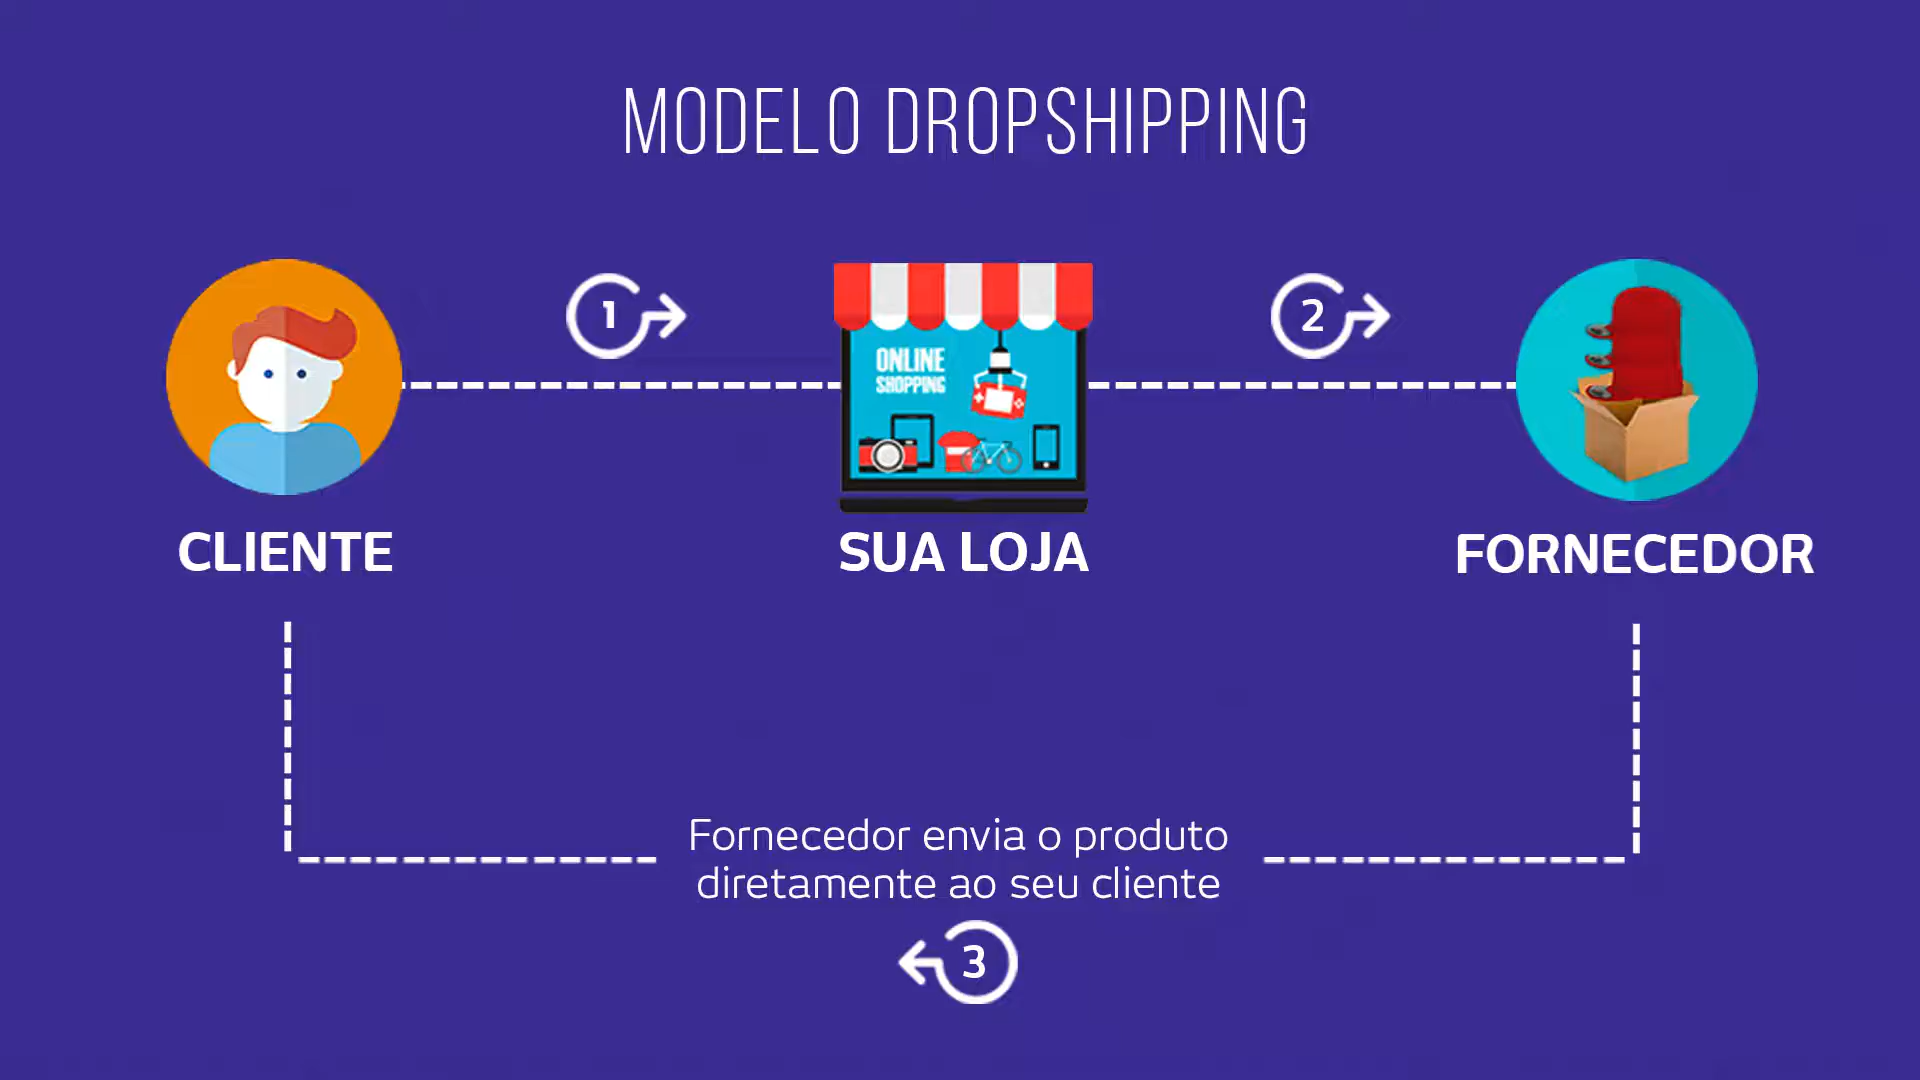 MODELO DROPSHIPPING
1
2
ONLINE
SHOPPING
CLIENTE
SUA LOJA
FORNECEDOR
Fornecedor envia o produto
diretamente ao seu cliente
3